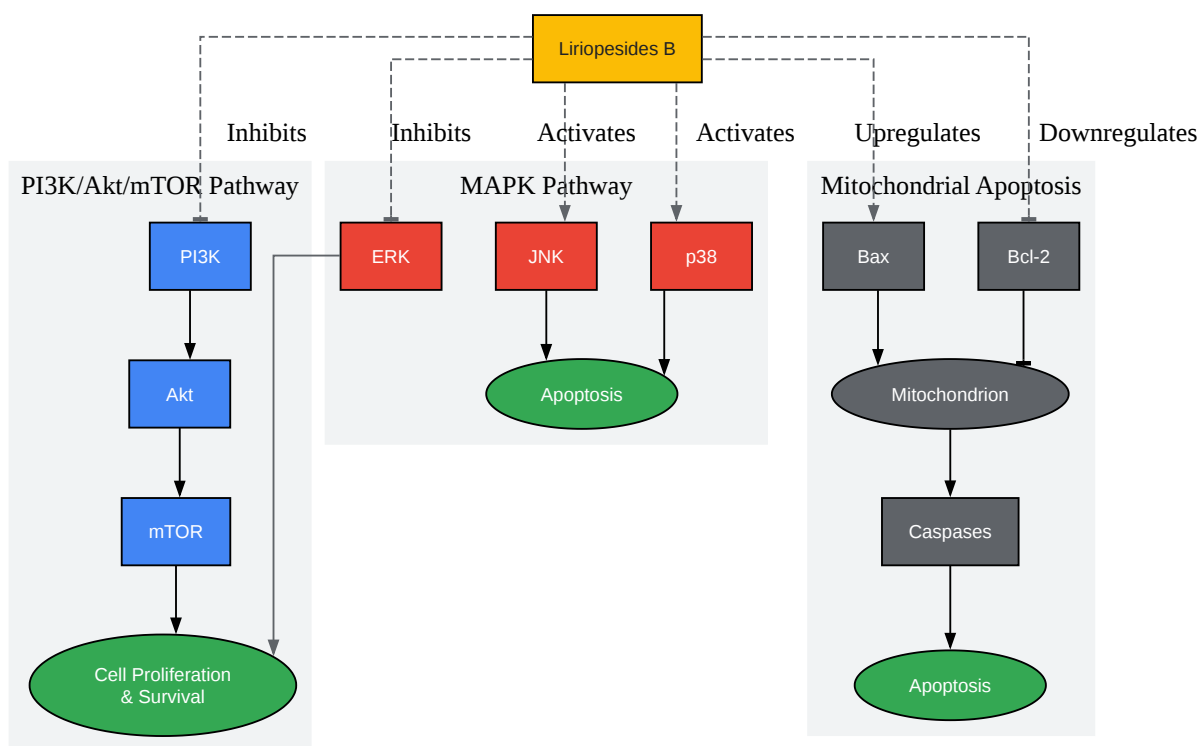 Liriopesides B
Inhibits
Inhibits
Activates
Activates
Upregulates
Downregulates
PI3K/Akt/mTOR Pathway
MAPK Pathway
Mitochondrial Apoptosis
PI3K
ERK
JNK
p38
Bax
Bcl-2
Akt
Apoptosis
Mitochondrion
mTOR
Caspases
Cell Proliferation
& Survival
Apoptosis